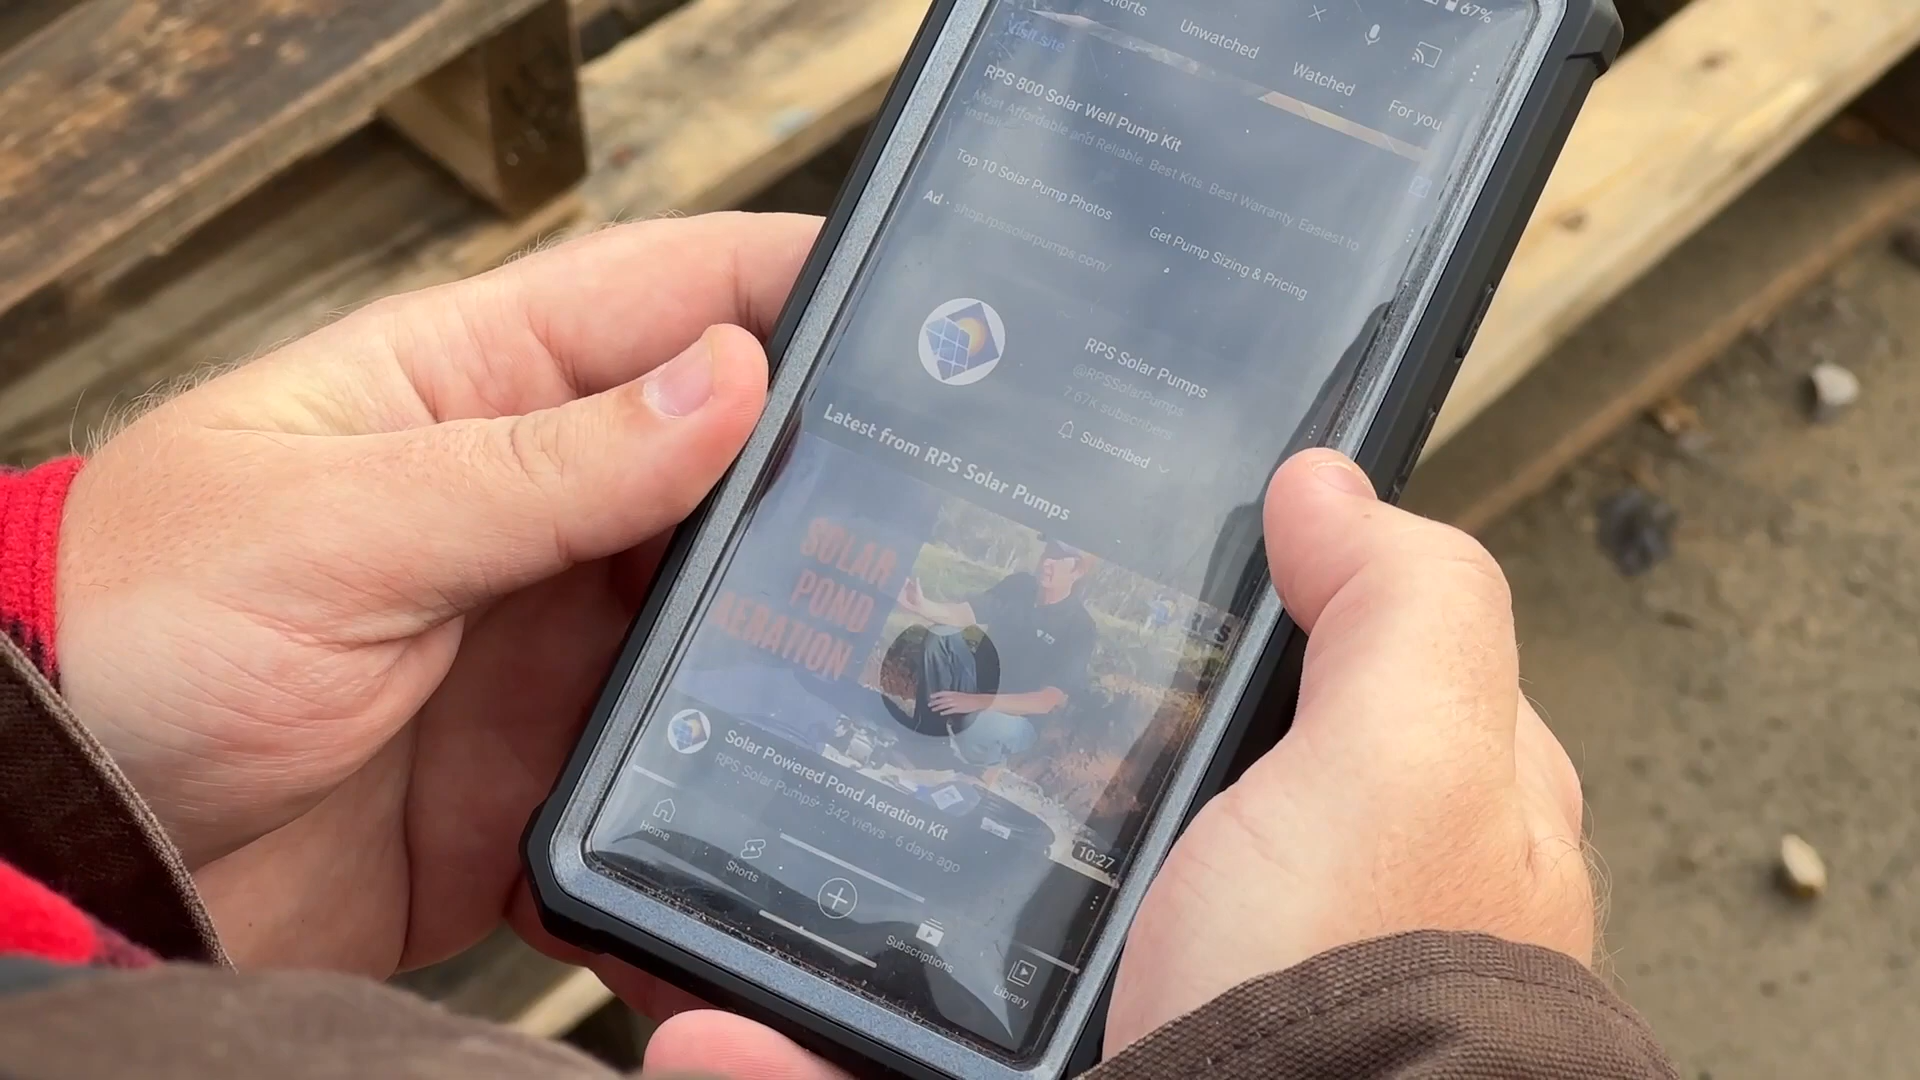 67%
Unwatched
Watched
For you
Visit site
RPS 800 Solar Well Pump Kit
Most Affordable and Reliable. Best Kits. Best Warranty. Easiest to
Install.
Top 10 Solar Pump Photos
Get Pump Sizing & Pricing
Ad · shop.rpssolarpumps.com/
RPS Solar Pumps
@RPSSolarPumps
7.67K subscribers
Subscribed
Latest from RPS Solar Pumps
SOLAR
POND
AERATION
10:27
Solar Powered Pond Aeration Kit
RPS Solar Pumps · 342 views · 6 days ago
Home
Shorts
Subscriptions
Library